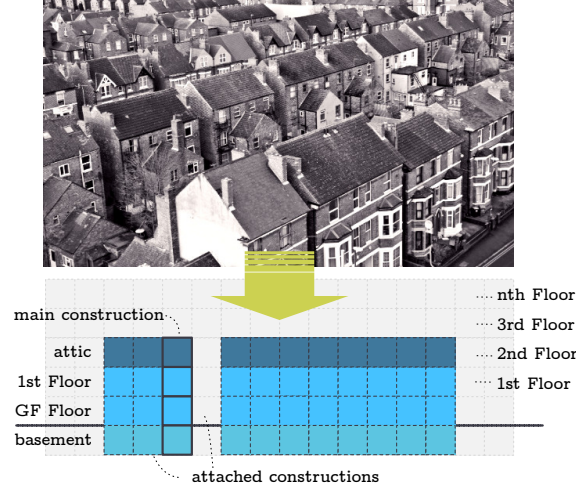 nth Floor
main construction
3rd Floor
attic
2nd Floor
1st Floor
1st Floor
GF Floor
basement
attached constructions